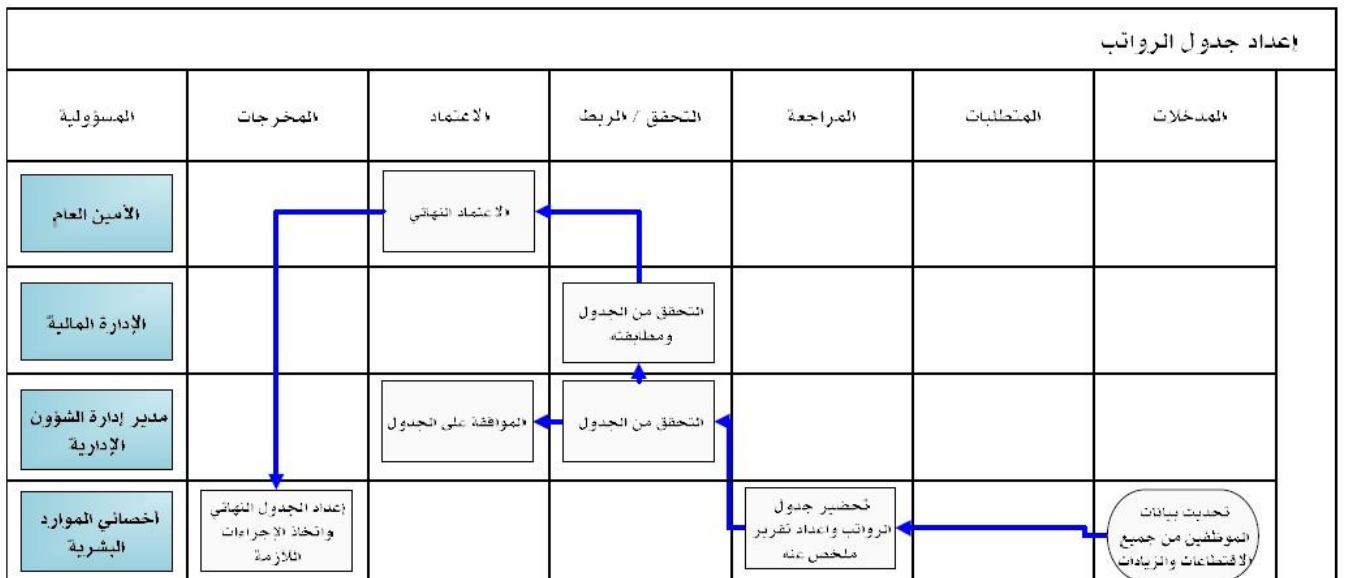 إعداد جدول الرواتب
المدخلات
المتطلبات
المراجعة
التحقق / الربط
الاعتماد
المخرجات
المسؤولية
الاعتماد النهائي
الأمين العام
التحقق من الجدول
ومطابقته
الإدارة المالية
التحقق من الجدول
الموافقة على الجدول
مدير إدارة الشؤون
الإدارية
تحديث بيانات
الموظفين من جميع
الاقتطاعات والزيادات
تحضير جدول
الرواتب واعداد تقرير
ملخص عنه
إعداد الجدول النهائي
واتخاذ الإجراءات
اللازمة
أخصائي الموارد
البشرية